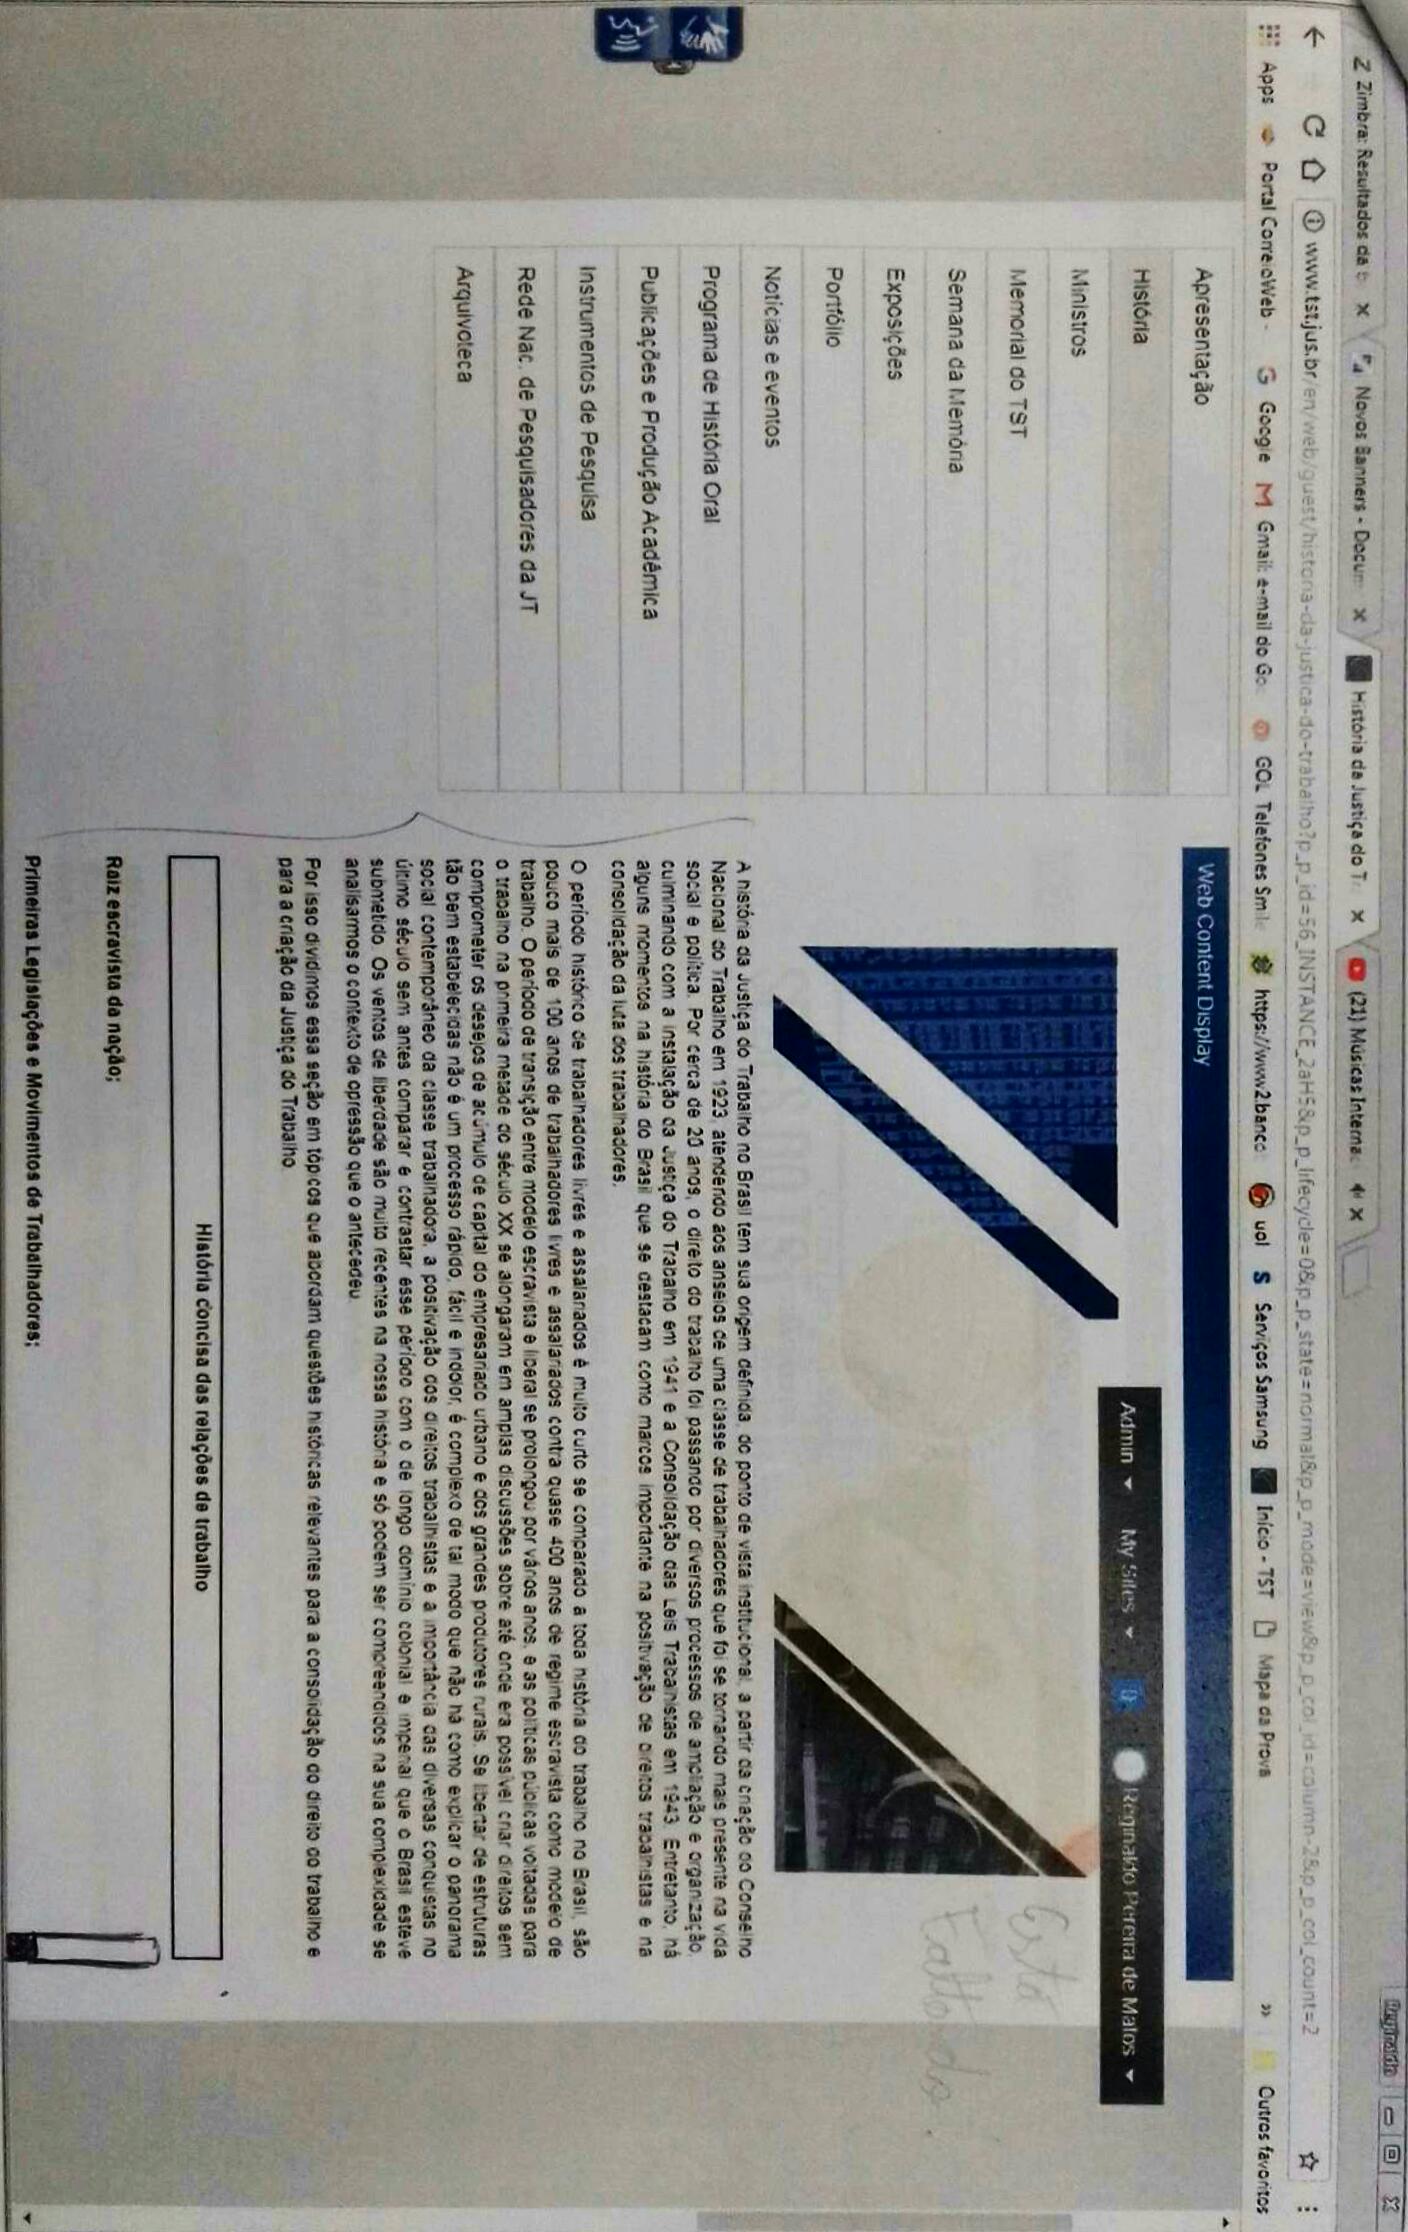 Reginaldo
Zimbra: Resultados da b
Novos Banners - Docum
História da Justiça do T
(21) Músicas Interna
www.tst.jus.br/en/web/guest/historia-da-justica-do-trabalho?p_p_id=56_INSTANCE_2aH5&p_p_lifecycle=0&p_p_state=normal&p_p_mode=view&p_p_col_id=column-2&p_p_col_count=2
Apps
Portal CorreioWeb -
Google
Gmail: e-mail do Go
GOL Telefones Smile
https://www2.banco
uol
Serviços Samsung
Início - TST
Mapa da Prova
»
Outros favoritos
Apresentação
História
Ministros
Memorial do TST
Semana da Memória
Exposições
Portfólio
Notícias e eventos
Programa de História Oral
Publicações e Produção Acadêmica
Instrumentos de Pesquisa
Rede Nac. de Pesquisadores da JT
Arquivoteca
Web Content Display
Admin
My Sites
0
Reginaldo Pereira de Matos
Está
Faltando.
A história da Justiça do Trabalho no Brasil tem sua origem definida, do ponto de vista institucional, a partir da criação do Conselho
Nacional do Trabalho em 1923, atendendo aos anseios de uma classe de trabalhadores que foi se tornando mais presente na vida
social e política. Por cerca de 20 anos, o direito do trabalho foi passando por diversos processos de ampliação e organização,
culminando com a instalação da Justiça do Trabalho em 1941 e a Consolidação das Leis Trabalhistas em 1943. Entretanto, há
alguns momentos na história do Brasil que se destacam como marcos importante na positivação de direitos trabalhistas e na
consolidação da luta dos trabalhadores.
O período histórico de trabalhadores livres e assalariados é muito curto se comparado a toda história do trabalho no Brasil, são
pouco mais de 100 anos de trabalhadores livres e assalariados contra quase 400 anos de regime escravista como modelo de
trabalho. O período de transição entre modelo escravista e liberal se prolongou por vários anos, e as políticas públicas voltadas para
o trabalho na primeira metade do século XX se alongaram em amplas discussões sobre até onde era possível criar direitos sem
comprometer os desejos de acúmulo de capital do empresariado urbano e dos grandes produtores rurais. Se libertar de estruturas
tão bem estabelecidas não é um processo rápido, fácil e indolor, é complexo de tal modo que não há como explicar o panorama
social contemporâneo da classe trabalhadora, a positivação dos direitos trabalhistas e a importância das diversas conquistas no
último século sem antes comparar e contrastar esse período com o de longo domínio colonial e imperial que o Brasil esteve
submetido. Os ventos de liberdade são muito recentes na nossa história e só podem ser compreendidos na sua complexidade se
analisarmos o contexto de opressão que o antecedeu.
Por isso dividimos essa seção em tópicos que abordam questões históricas relevantes para a consolidação do direito do trabalho e
para a criação da Justiça do Trabalho.
História concisa das relações de trabalho
Raiz escravista da nação;
Primeiras Legislações e Movimentos de Trabalhadores;